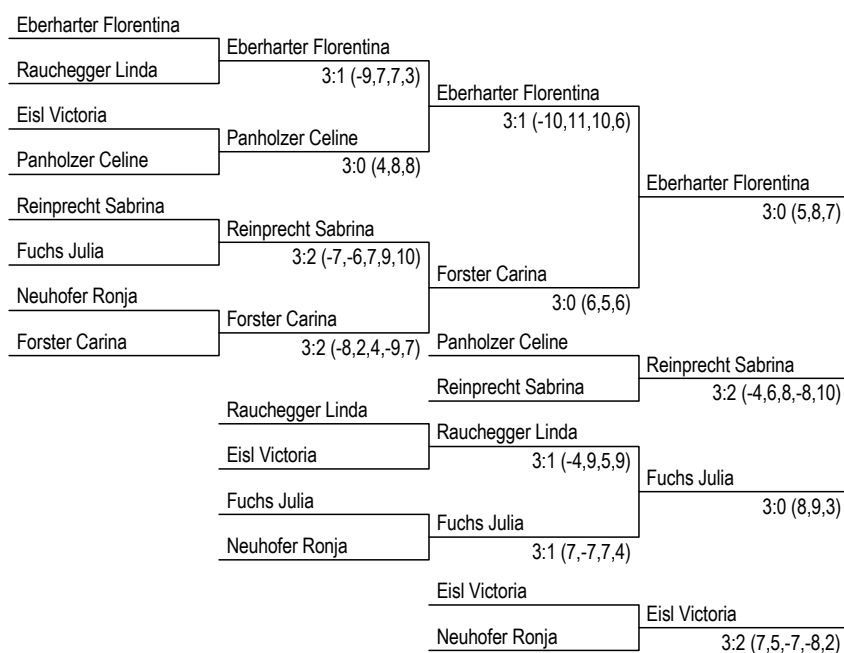 Eberharter Florentina
Eberharter Florentina
Rauchegger Linda
3:1 (-9,7,7,3)
Eberharter Florentina
Eisl Victoria
3:1 (-10,11,10,6)
Panholzer Celine
Panholzer Celine
3:0 (4,8,8)
Eberharter Florentina
Reinprecht Sabrina
3:0 (5,8,7)
Reinprecht Sabrina
Fuchs Julia
3:2 (-7,-6,7,9,10)
Forster Carina
Neuhofer Ronja
3:0 (6,5,6)
Forster Carina
Forster Carina
3:2 (-8,2,4,-9,7)
Panholzer Celine
Reinprecht Sabrina
Reinprecht Sabrina
3:2 (-4,6,8,-8,10)
Rauchegger Linda
Rauchegger Linda
Eisl Victoria
3:1 (-4,9,5,9)
Fuchs Julia
Fuchs Julia
3:0 (8,9,3)
Fuchs Julia
Neuhofer Ronja
3:1 (7,-7,7,4)
Eisl Victoria
Eisl Victoria
Neuhofer Ronja
3:2 (7,5,-7,-8,2)